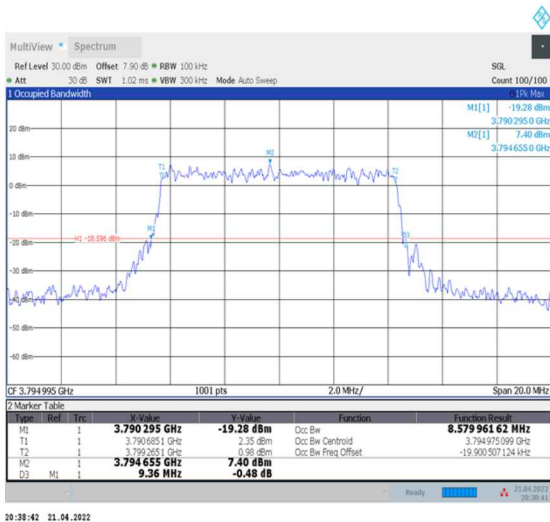 MultiView Spectrum
Ref Level 30.00 dBm Offset 7.90 dB RBW 100 kHz SGL
Att 30 dB SWT 1.02 ms VBW 300 kHz Mode Auto Sweep Count 100/100
1 Occupied Bandwidth 1Pk Max
M1[1] -19.28 dBm
3.790 295 0 GHz
M2[1] 7.40 dBm
3.794 655 0 GHz
20 dBm
M2
10 dBm
T1
T2
0 dBm
-10 dBm
M1
D3
H1 -18.596 dBm
-20 dBm
-30 dBm
-40 dBm
-50 dBm
-60 dBm
CF 3.794995 GHz 1001 pts 2.0 MHz/ Span 20.0 MHz
2 Marker Table
Type Ref Trc X-Value Y-Value Function Function Result
M1 1 3.790 295 GHz -19.28 dBm Occ Bw 8.579 961 62 MHz
T1 1 3.790 685 1 GHz 2.35 dBm Occ Bw Centroid 3.794 975 099 GHz
T2 1 3.799 265 1 GHz 0.98 dBm Occ Bw Freq Offset -19.900 507 124 kHz
M2 1 3.794 655 GHz 7.40 dBm
D3 M1 1 9.36 MHz -0.48 dB
Ready 21.04.2022
20:38:41
20:38:42 21.04.2022